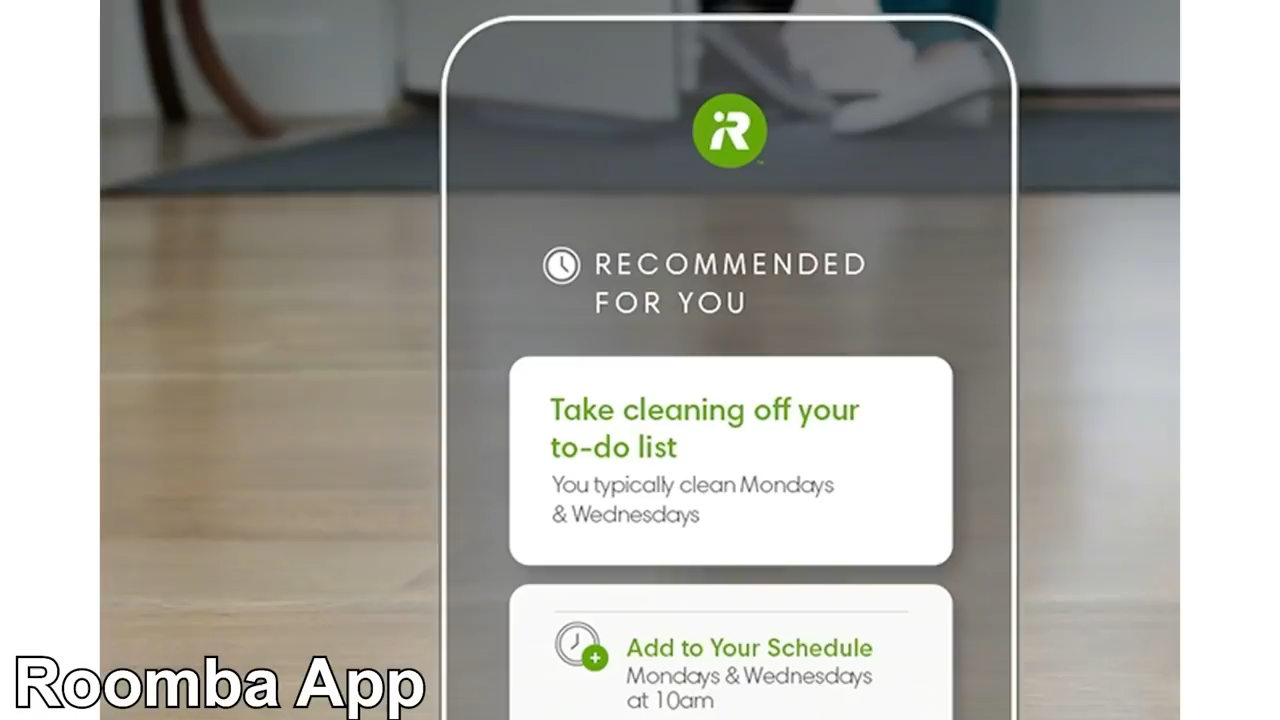 iR
RECOMMENDED
FOR YOU
Take cleaning off your
to-do list
You typically clean Mondays
& Wednesdays
Add to Your Schedule
Mondays & Wednesdays
at 10am
Roomba App